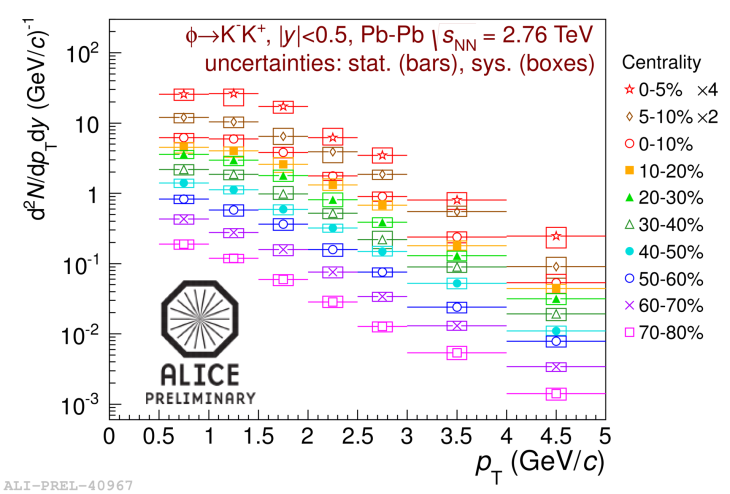 ϕ→K⁻K⁺, |y|<0.5, Pb-Pb √sNN = 2.76 TeV
uncertainties: stat. (bars), sys. (boxes)
d²N/dpTdy (GeV/c)⁻¹
10²
10
1
10⁻¹
10⁻²
10⁻³
0 0.5 1 1.5 2 2.5 3 3.5 4 4.5 5
pT (GeV/c)
Centrality
0-5% ×4
5-10% ×2
0-10%
10-20%
20-30%
30-40%
40-50%
50-60%
60-70%
70-80%
ALICE
PRELIMINARY
ALI-PREL-40967